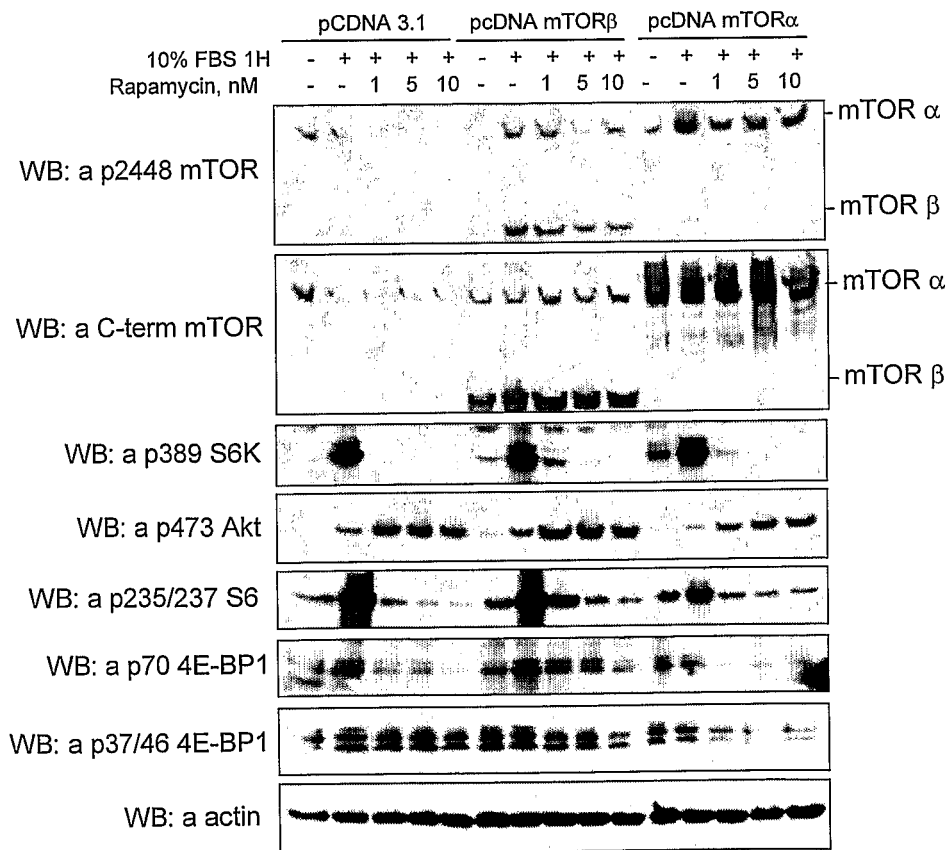 pCDNA 3.1 pcDNA mTORβ pcDNA mTORα
10% FBS 1H - + + + + - + + + + - + + + +
Rapamycin, nM - - 1 5 10 - - 1 5 10 - - 1 5 10
mTOR α
WB: a p2448 mTOR
mTOR β
mTOR α
WB: a C-term mTOR
mTOR β
WB: a p389 S6K
WB: a p473 Akt
WB: a p235/237 S6
WB: a p70 4E-BP1
WB: a p37/46 4E-BP1
WB: a actin